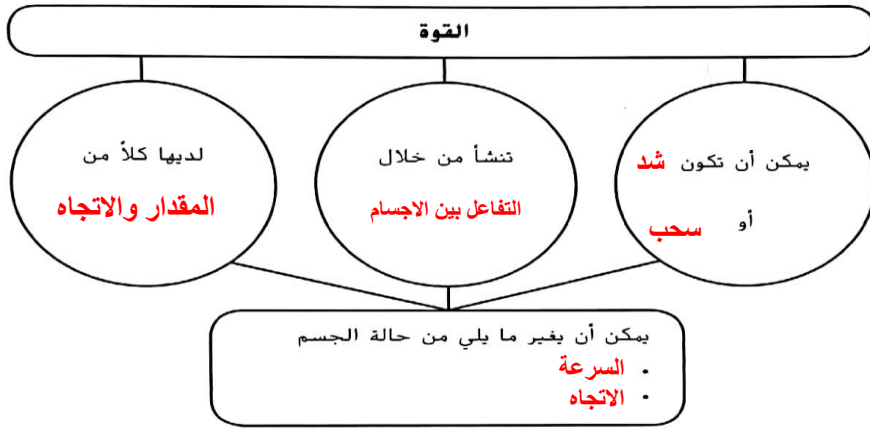 القوة
يمكن أن تكون شد
أو سحب
تنشأ من خلال
التفاعل بين الاجسام
لديها كلاً من
المقدار والاتجاه
يمكن أن يغير ما يلي من حالة الجسم
• السرعة
• الاتجاه